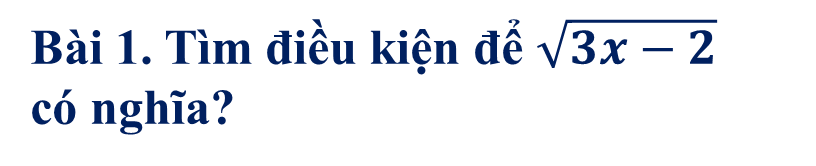 Bài 1. Tìm điều kiện để √3x − 2
có nghĩa?